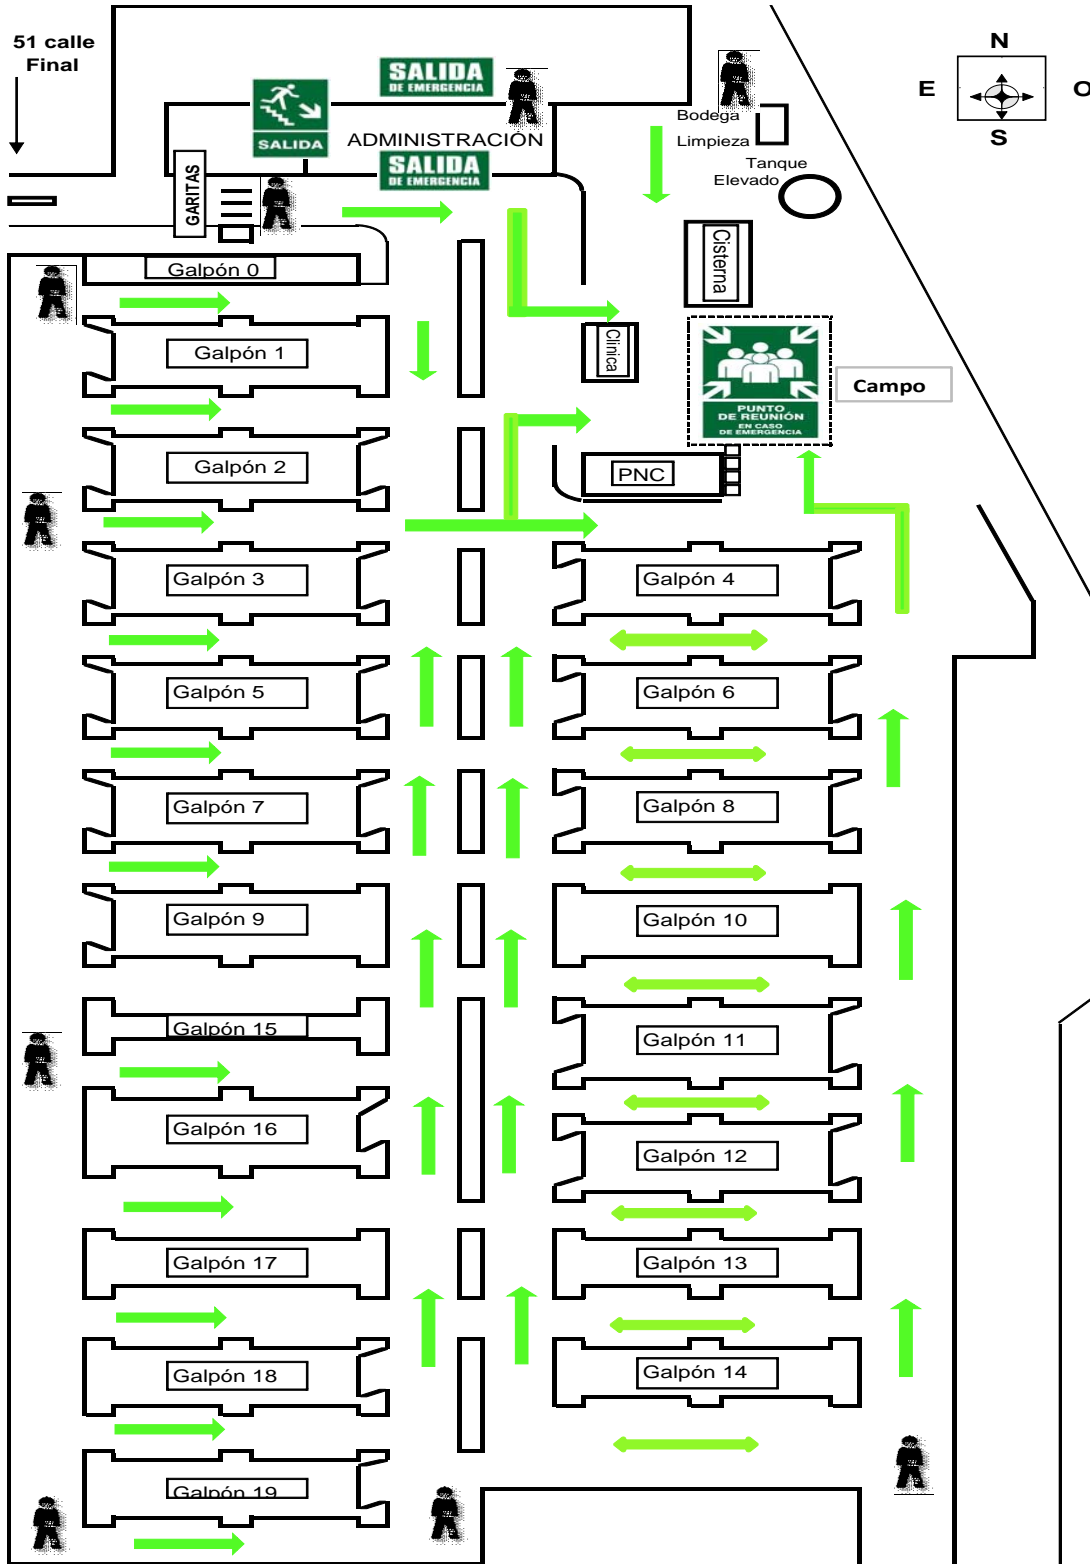 51 calle
Final
N
E
O
S
SALIDA
DE EMERGENCIA
SALIDA
ADMINISTRACIÓN
SALIDA
DE EMERGENCIA
Bodega
Limpieza
Tanque
Elevado
GARITAS
Cisterna
Galpón 0
Galpón 1
Clinica
PUNTO
DE REUNIÓN
EN CASO
DE EMERGENCIA
Campo
Galpón 2
PNC
Galpón 3
Galpón 4
Galpón 5
Galpón 6
Galpón 7
Galpón 8
Galpón 9
Galpón 10
Galpón 15
Galpón 11
Galpón 16
Galpón 12
Galpón 17
Galpón 13
Galpón 18
Galpón 14
Galpón 19